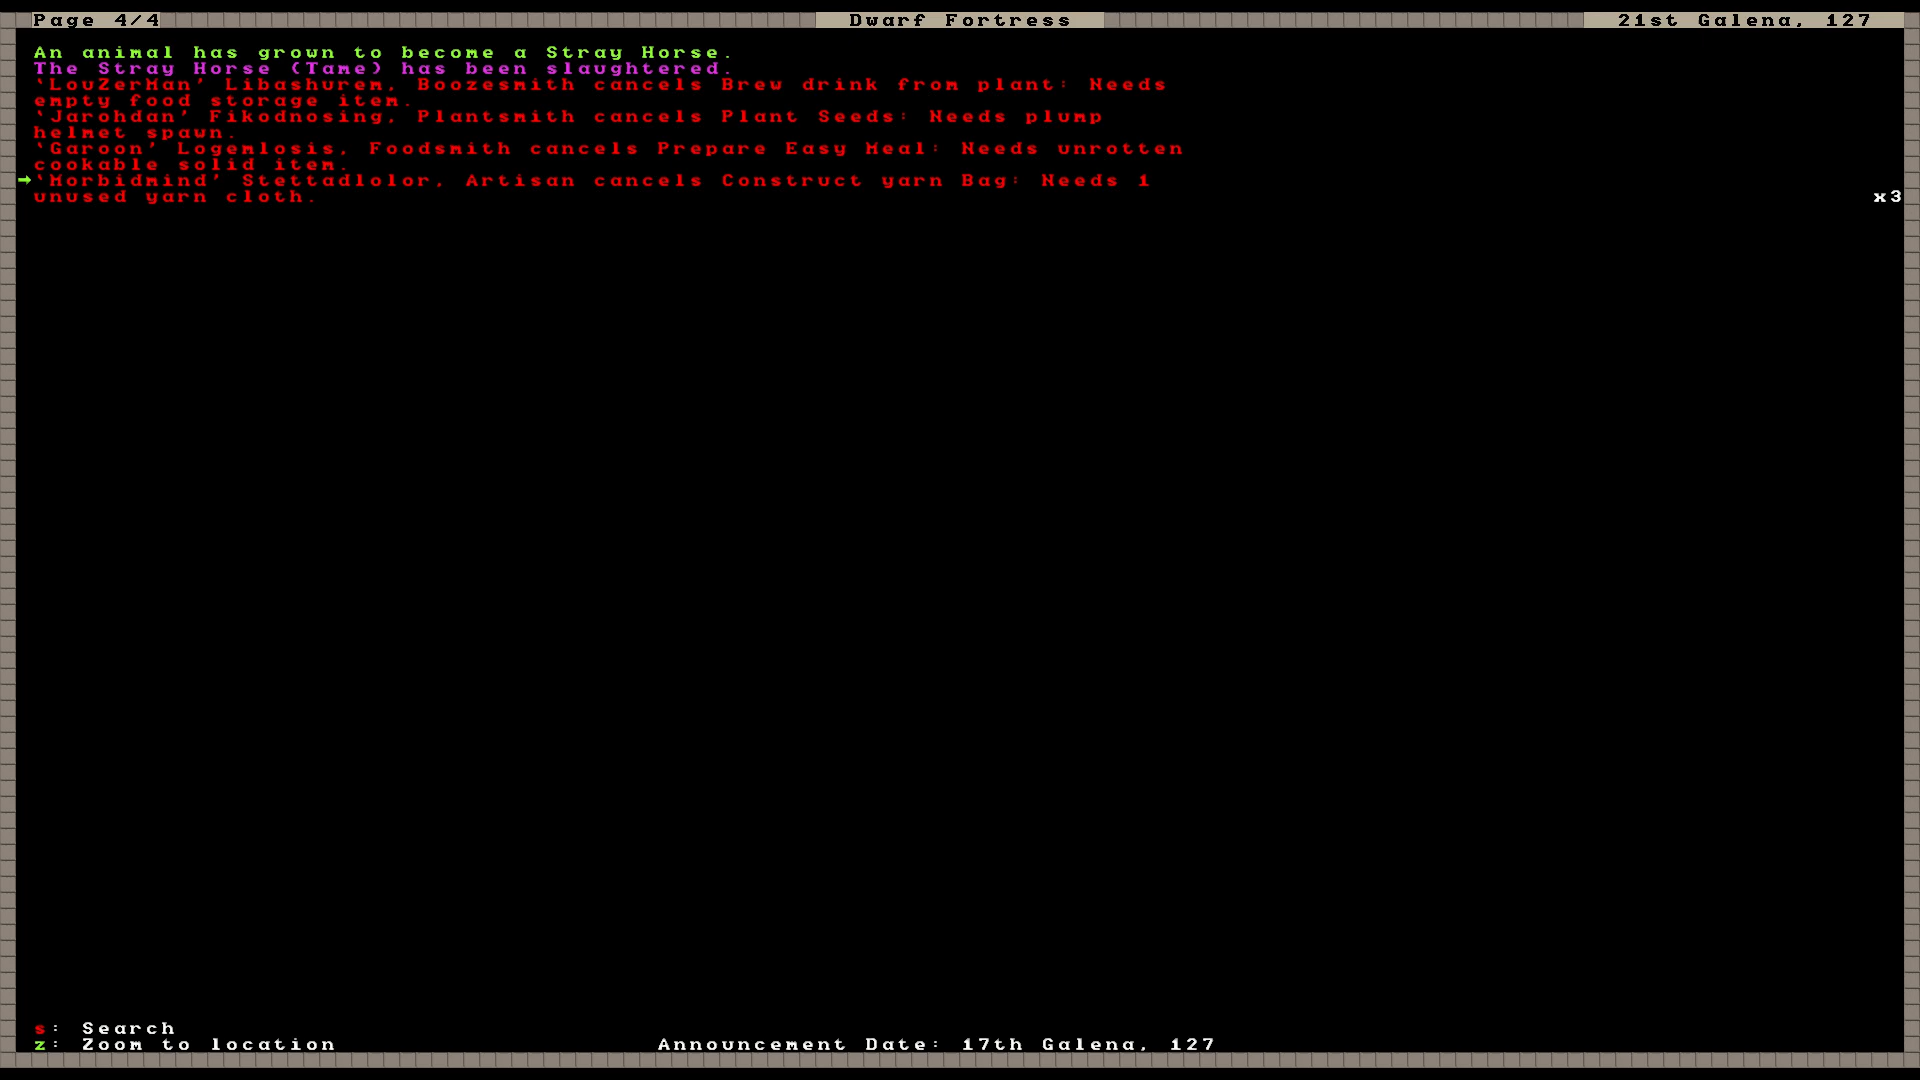 Page 4/4 Dwarf Fortress 21st Galena, 127
An animal has grown to become a Stray Horse.
The Stray Horse (Tame) has been slaughtered.
`LouZerMan' Libashurem, Boozesmith cancels Brew drink from plant: Needs
empty food storage item.
`Jarohdan' Fikodnosing, Plantsmith cancels Plant Seeds: Needs plump
helmet spawn.
`Garoon' Logemlosis, Foodsmith cancels Prepare Easy Meal: Needs unrotten
cookable solid item.
→`Morbidmind' Stettadlolor, Artisan cancels Construct yarn Bag: Needs 1
unused yarn cloth. x3
s: Search
z: Zoom to location Announcement Date: 17th Galena, 127